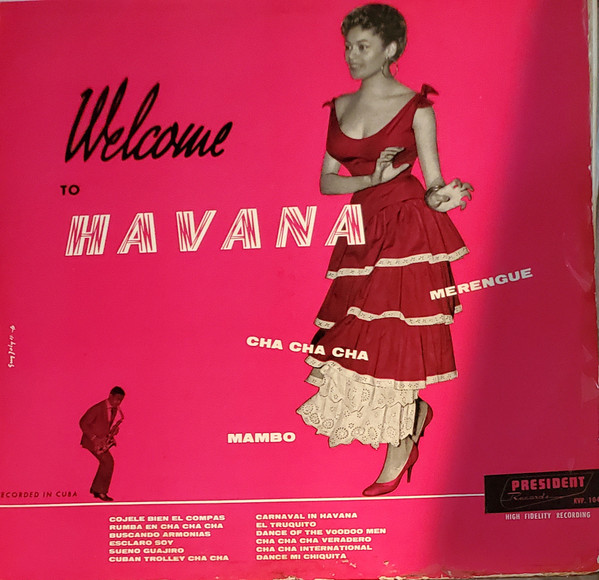 Welcome
TO
HAVANA
MERENGUE
CHA CHA CHA
MAMBO
RECORDED IN CUBA
PRESIDENT
Records
HIGH FIDELITY RECORDING
COJELE BIEN EL COMPAS
RUMBA EN CHA CHA CHA
BUSCANDO ARMONIAS
ESCLARO SOY
SUENO GUAJIRO
CUBAN TROLLEY CHA CHA
CARNAVAL IN HAVANA
EL TRUQUITO
DANCE OF THE VOODOO MEN
CHA CHA CHA VERADERO
CHA CHA INTERNATIONAL
DANCE MI CHIQUITA